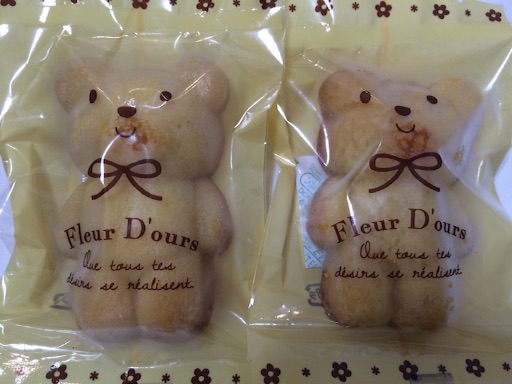 Fleur D'ours
Que tous tes
désirs se réalisent.
Fleur D'ours
Que tous tes
désirs se réalisent.